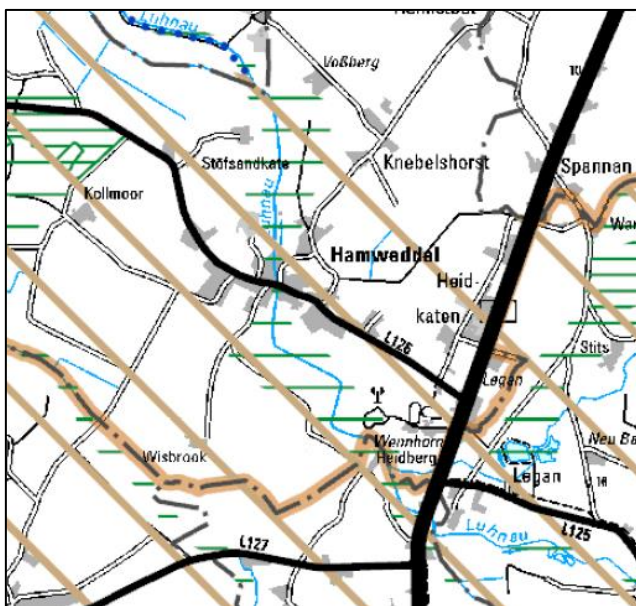 Luhnau
Voßberg
Stöfsandkate
Knebelshorst
Spannan
Kollmoor
Luhnau
Hamweddel
Heid-
katen
L126
Stits
Legan
Wennhorn
Heidberg
Wisbrook
Neu Ba
Legan
16
L127
Luhnau
L125